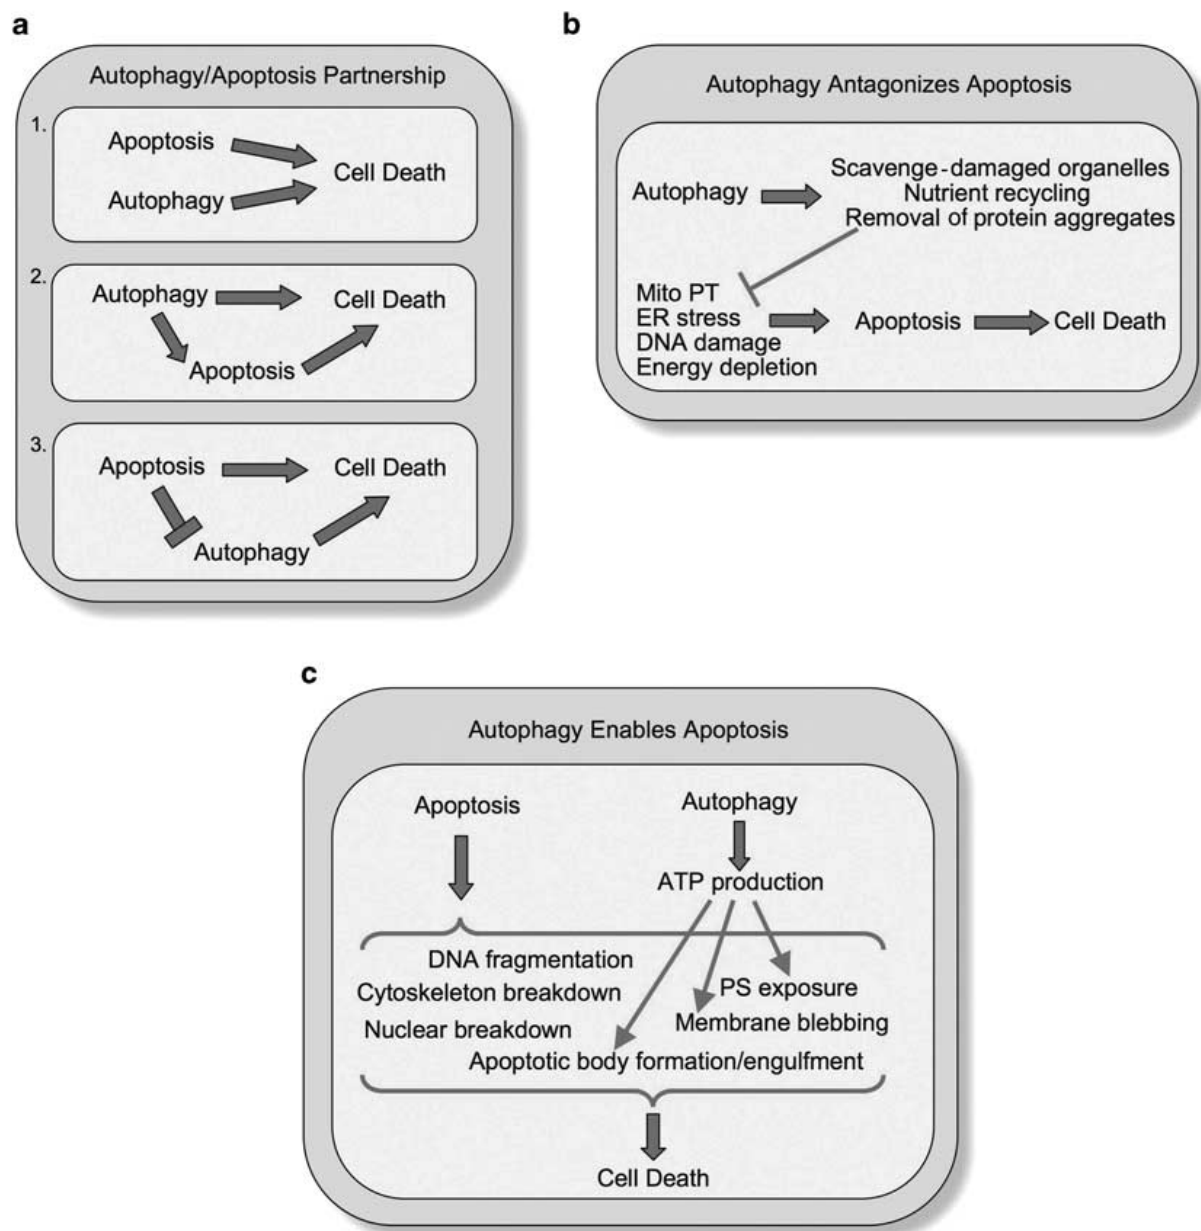 a
Autophagy/Apoptosis Partnership
1.
Apoptosis
Autophagy
Cell Death
2.
Autophagy
Cell Death
Apoptosis
3.
Apoptosis
Cell Death
Autophagy
b
Autophagy Antagonizes Apoptosis
Autophagy
Scavenge-damaged organelles
Nutrient recycling
Removal of protein aggregates
Mito PT
ER stress
DNA damage
Energy depletion
Apoptosis
Cell Death
c
Autophagy Enables Apoptosis
Apoptosis
Autophagy
ATP production
DNA fragmentation
Cytoskeleton breakdown
PS exposure
Nuclear breakdown
Membrane blebbing
Apoptotic body formation/engulfment
Cell Death